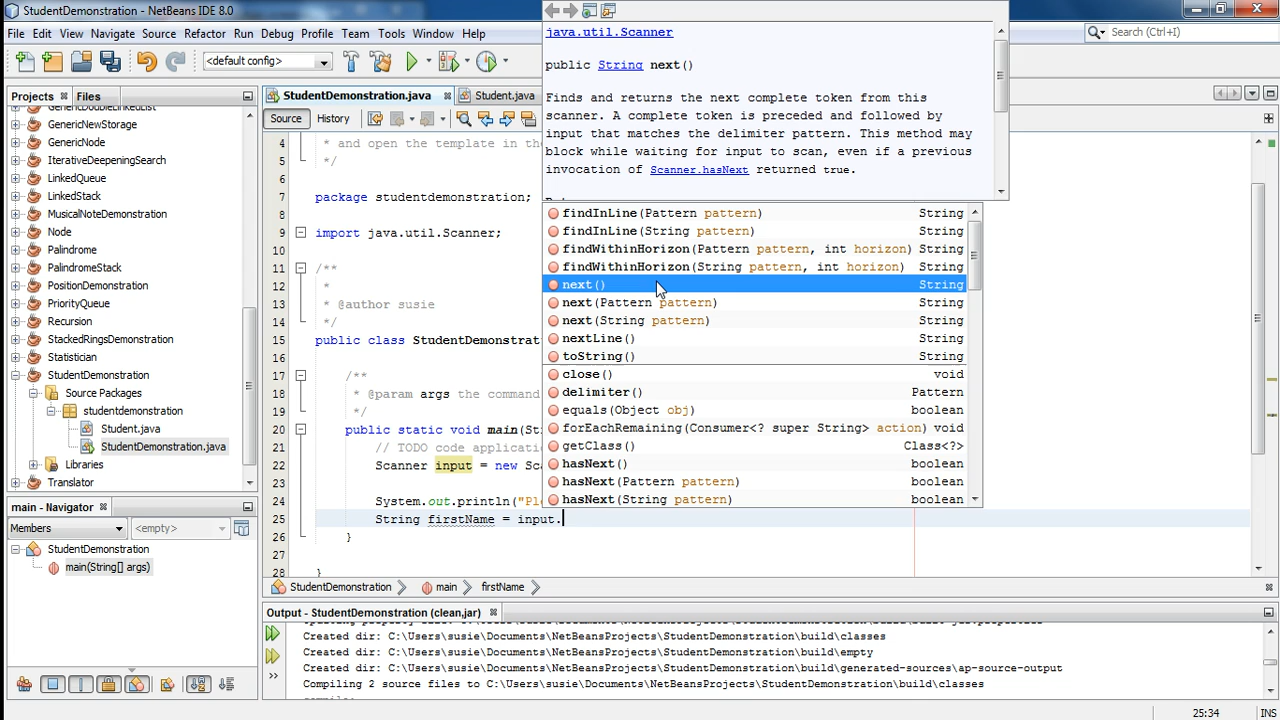 StudentDemonstration - NetBeans IDE 8.0
File Edit View Navigate Source Refactor Run Debug Profile Team Tools Window Help
Search (Ctrl+I)
<default config>
java.util.Scanner
public String next()
Finds and returns the next complete token from this
scanner. A complete token is preceded and followed by
input that matches the delimiter pattern. This method may
block while waiting for input to scan, even if a previous
invocation of Scanner.hasNext returned true.
Projects Files
GenericDoubleLinkedList
GenericNewStorage
GenericNode
IterativeDeepeningSearch
LinkedQueue
LinkedStack
MusicalNoteDemonstration
Node
Palindrome
PalindromeStack
PositionDemonstration
PriorityQueue
Recursion
StackedRingsDemonstration
Statistician
StudentDemonstration
Source Packages
studentdemonstration
Student.java
StudentDemonstration.java
Libraries
Translator
main - Navigator
Members <empty>
StudentDemonstration
main(String[] args)
StudentDemonstration.java Student.java
Source History
4 * and open the template in the
5 */
6
7 package studentdemonstration;
8
9 import java.util.Scanner;
10
11 /**
12 *
13 * @author susie
14 */
15 public class StudentDemonstra
16
17 /**
18 * @param args the command
19 */
20 public static void main(St
21 // TODO code applicati
22 Scanner input = new Sca
23
24 System.out.println("Ple
25 String firstName = input.
26 }
27
28 }
findInLine(Pattern pattern) String
findInLine(String pattern) String
findWithinHorizon(Pattern pattern, int horizon) String
findWithinHorizon(String pattern, int horizon) String
next() String
next(Pattern pattern) String
next(String pattern) String
nextLine() String
toString() String
close() void
delimiter() Pattern
equals(Object obj) boolean
forEachRemaining(Consumer<? super String> action) void
getClass() Class<?>
hasNext() boolean
hasNext(Pattern pattern) boolean
hasNext(String pattern) boolean
StudentDemonstration main firstName
Output - StudentDemonstration (clean,jar)
Created dir: C:\Users\susie\Documents\NetBeansProjects\StudentDemonstration\build\classes
Created dir: C:\Users\susie\Documents\NetBeansProjects\StudentDemonstration\build\empty
Created dir: C:\Users\susie\Documents\NetBeansProjects\StudentDemonstration\build\generated-sources\ap-source-output
Compiling 2 source files to C:\Users\susie\Documents\NetBeansProjects\StudentDemonstration\build\classes
25:34 INS